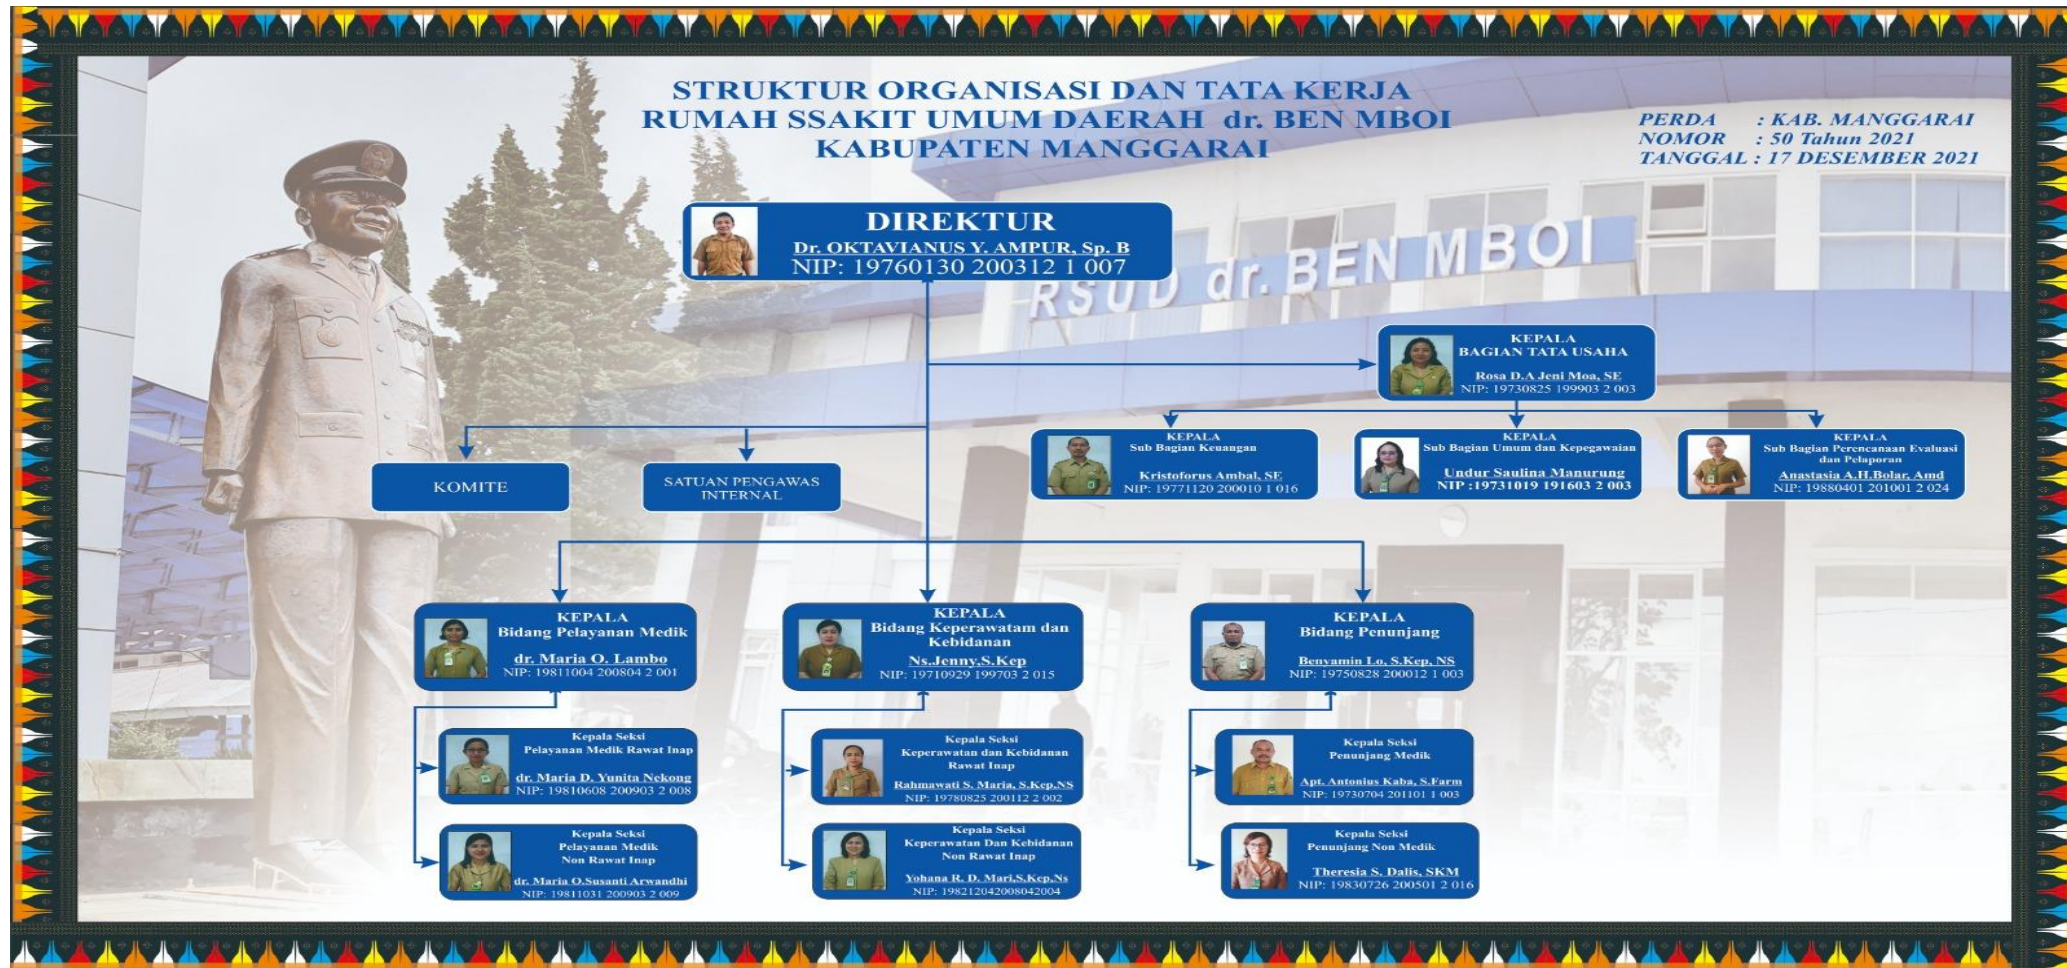 STRUKTUR ORGANISASI DAN TATA KERJA
RUMAH SSAKIT UMUM DAERAH dr. BEN MBOI
KABUPATEN MANGGARAI
PERDA : KAB. MANGGARAI
NOMOR : 50 Tahun 2021
TANGGAL : 17 DESEMBER 2021
DIREKTUR
Dr. OKTAVIANUS Y. AMPUR, Sp. B
NIP: 19760130 200312 1 007
RSUD dr. BEN MBOI
KEPALA
BAGIAN TATA USAHA
Rosa D.A Jeni Moa, SE
NIP: 19730825 199903 2 003
KEPALA
Sub Bagian Keuangan
Kristoforus Ambal, SE
NIP: 19771120 200010 1 016
KEPALA
Sub Bagian Umum dan Kepegawaian
Undur Saulina Manurung
NIP :19731019 191603 2 003
KEPALA
Sub Bagian Perencanaan Evaluasi
dan Pelaporan
Anastasia A.H.Bolar, Amd
NIP: 19880401 201001 2 024
KOMITE
SATUAN PENGAWAS
INTERNAL
KEPALA
Bidang Pelayanan Medik
dr. Maria O. Lambo
NIP: 19811004 200804 2 001
KEPALA
Bidang Keperawatam dan
Kebidanan
Ns.Jenny,S.Kep
NIP: 19710929 199703 2 015
KEPALA
Bidang Penunjang
Benyamin Lo, S.Kep, NS
NIP: 19750828 200012 1 003
Kepala Seksi
Pelayanan Medik Rawat Inap
dr. Maria D. Yunita Nekong
NIP: 19810608 200903 2 008
Kepala Seksi
Keperawatan dan Kebidanan
Rawat Inap
Rahmawati S. Maria, S.Kep,NS
NIP: 19780825 200112 2 002
Kepala Seksi
Penunjang Medik
Apt. Antonius Kaba, S.Farm
NIP: 19730704 201101 1 003
Kepala Seksi
Pelayanan Medik
Non Rawat Inap
dr. Maria O.Susanti Arwandhi
NIP: 19811031 200903 2 009
Kepala Seksi
Keperawatan Dan Kebidanan
Non Rawat Inap
Yohana R. D. Mari,S.Kep,Ns
NIP: 198212042008042004
Kepala Seksi
Penunjang Non Medik
Theresia S. Dalis, SKM
NIP: 19830726 200501 2 016